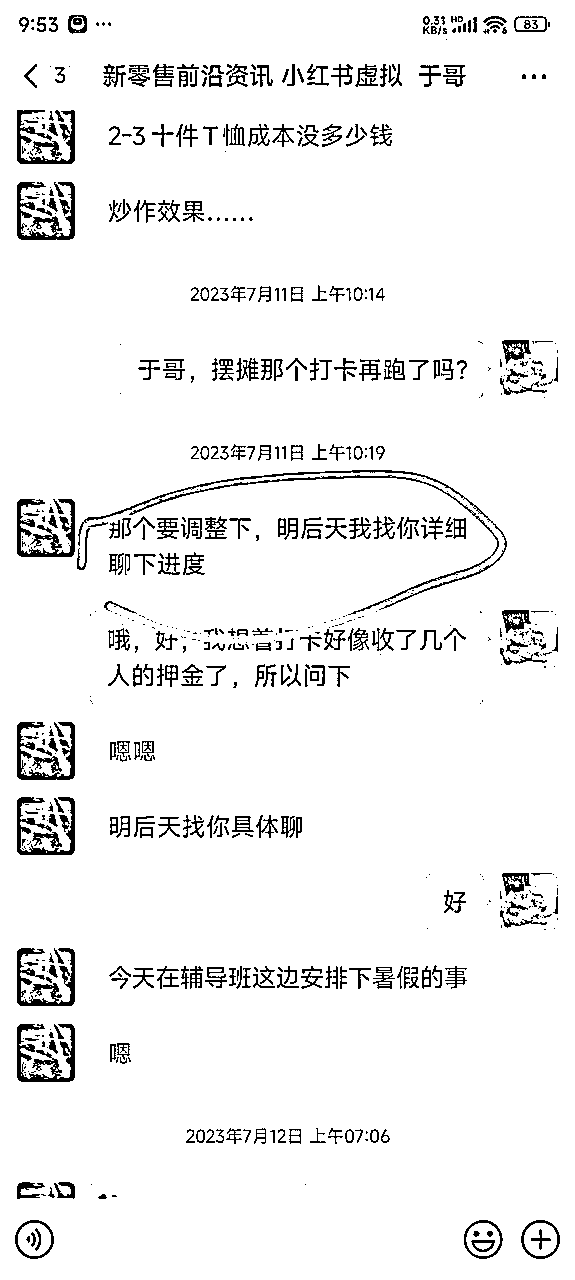 9:53 ··· 0.31 KB/s HD 83
3 新零售前沿资讯 小红书虚拟 于哥 ···
2-3十件T恤成本没多少钱
炒作效果......
2023年7月11日 上午10:14
于哥，摆摊那个打卡再跑了吗?
2023年7月11日 上午10:19
那个要调整下，明后天我找你详细
聊下进度
哦，好，我想着打卡好像收了几个
人的押金了，所以问下
嗯嗯
明后天找你具体聊
好
今天在辅导班这边安排下暑假的事
嗯
2023年7月12日 上午07:06